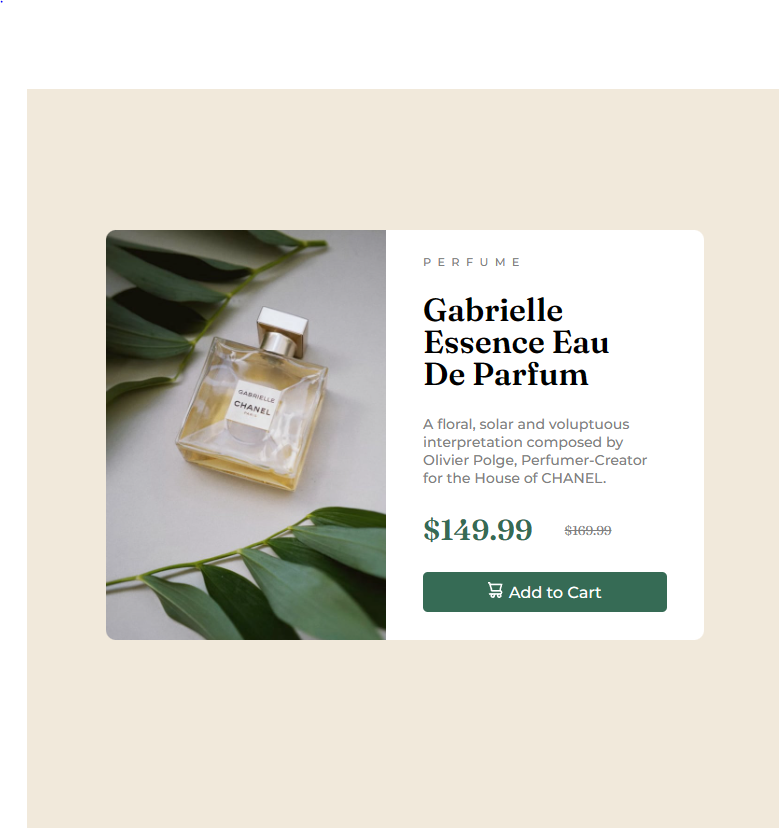 PERFUME
Gabrielle
Essence Eau
De Parfum
A floral, solar and voluptuous
interpretation composed by
Olivier Polge, Perfumer-Creator
for the House of CHANEL.
$149.99 $169.99
Add to Cart
GABRIELLE
CHANEL
PARIS